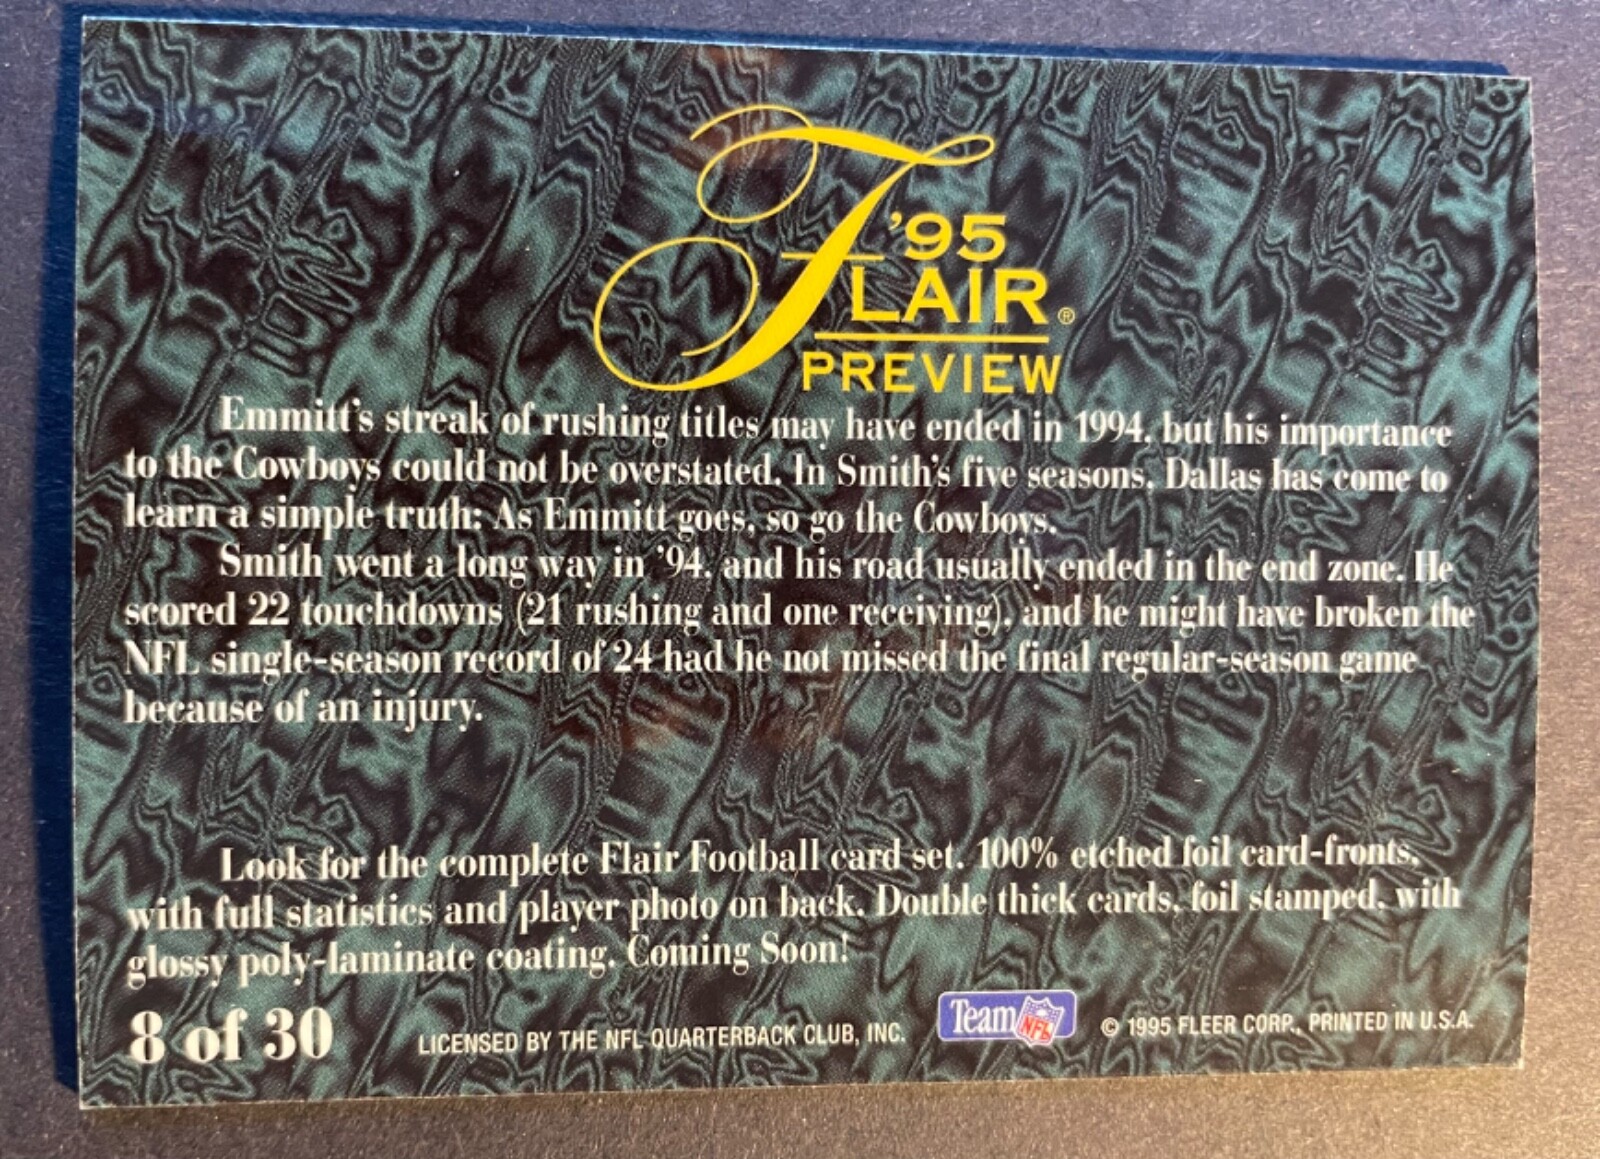 '95
FLAIR®
PREVIEW
Emmitt's streak of rushing titles may have ended in 1994, but his importance
to the Cowboys could not be overstated. In Smith's five seasons, Dallas has come to
learn a simple truth: As Emmitt goes, so go the Cowboys.
Smith went a long way in '94, and his road usually ended in the end zone. He
scored 22 touchdowns (21 rushing and one receiving), and he might have broken the
NFL single-season record of 24 had he not missed the final regular-season game
because of an injury.
Look for the complete Flair Football card set. 100% etched foil card-fronts,
with full statistics and player photo on back. Double thick cards, foil stamped, with
glossy poly-laminate coating. Coming Soon!
8 of 30
LICENSED BY THE NFL QUARTERBACK CLUB, INC.
Team NFL
© 1995 FLEER CORP., PRINTED IN U.S.A.